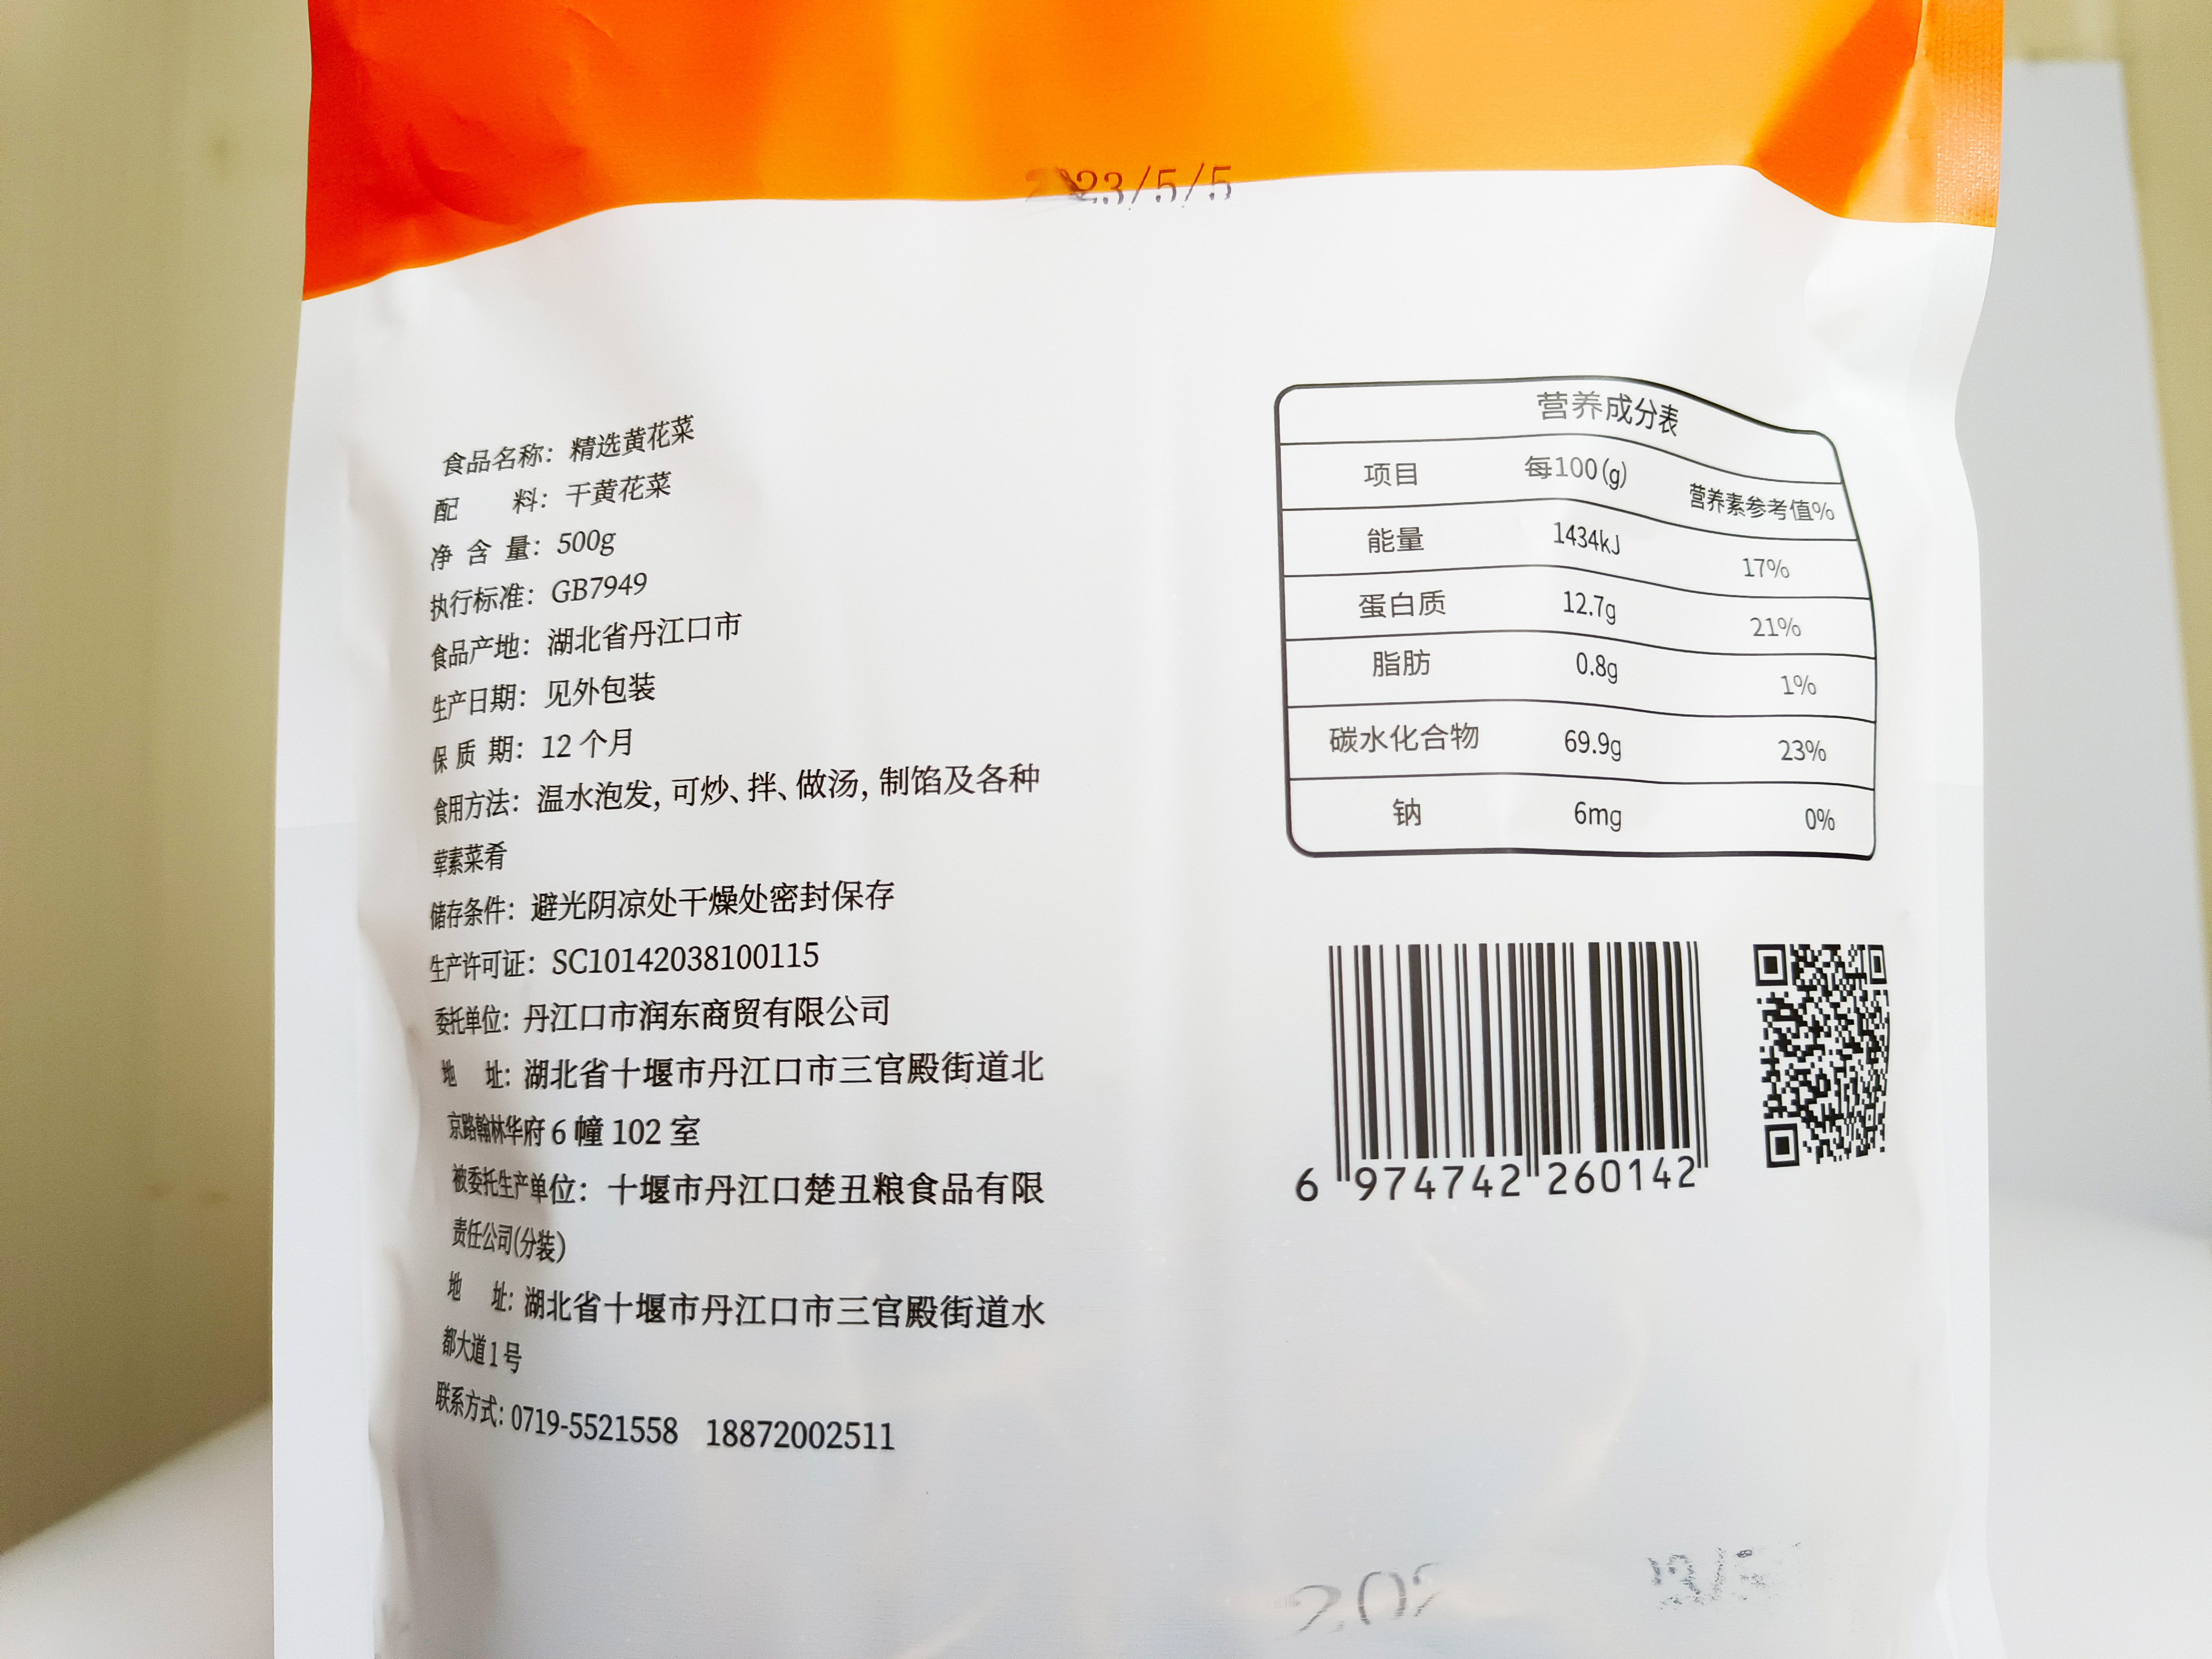 2023/5/5
食品名称：精选黄花菜
配 料：干黄花菜
净 含 量：500g
执行标准：GB7949
食品产地：湖北省丹江口市
生产日期：见外包装
保 质 期：12 个月
食用方法：温水泡发，可炒、拌、做汤，制馅及各种
荤素菜肴
储存条件：避光阴凉处干燥处密封保存
生产许可证：SC10142038100115
委托单位：丹江口市润东商贸有限公司
地 址：湖北省十堰市丹江口市三官殿街道北
京路翰林华府 6 幢 102 室
被委托生产单位：十堰市丹江口楚丑粮食品有限
责任公司(分装)
地 址：湖北省十堰市丹江口市三官殿街道水
都大道 1 号
联系方式：0719-5521558 18872002511
营养成分表
项目 每100(g) 营养素参考值%
能量 1434kJ 17%
蛋白质 12.7g 21%
脂肪 0.8g 1%
碳水化合物 69.9g 23%
钠 6mg 0%
6 974742 260142